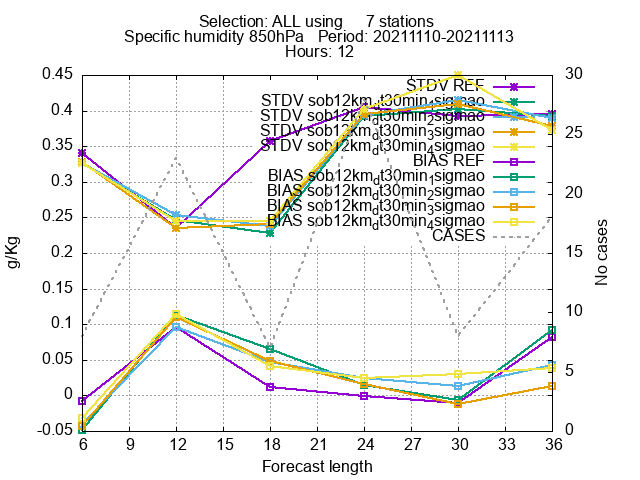 Selection: ALL using 7 stations
Specific humidity 850hPa Period: 20211110-20211113
Hours: 12
g/Kg
No cases
0.45
0.4
0.35
0.3
0.25
0.2
0.15
0.1
0.05
0
-0.05
30
25
20
15
10
5
0
STDV REF
STDV sob12km_dt30min_1sigmao
STDV sob12km_dt30min_2sigmao
STDV sob12km_dt30min_3sigmao
STDV sob12km_dt30min_4sigmao
BIAS REF
BIAS sob12km_dt30min_1sigmao
BIAS sob12km_dt30min_2sigmao
BIAS sob12km_dt30min_3sigmao
BIAS sob12km_dt30min_4sigmao
CASES
6 9 12 15 18 21 24 27 30 33 36
Forecast length